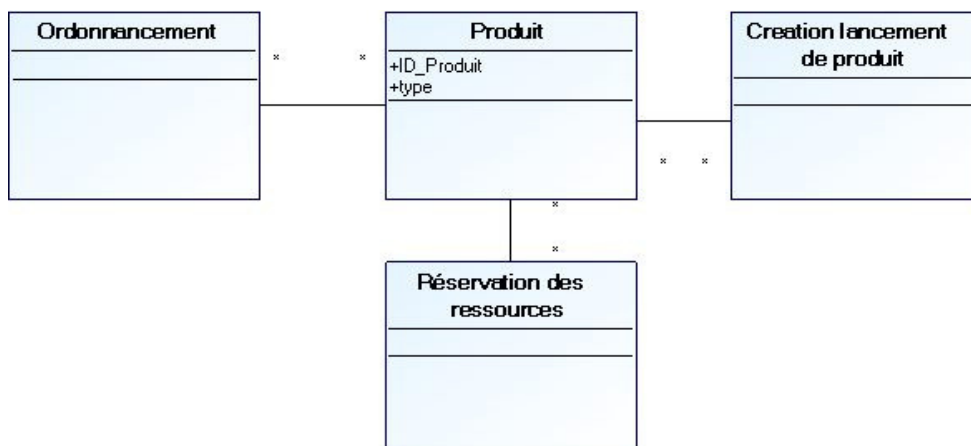 Ordonnancement
* *
Produit
+ID_Produit
+type
Creation lancement
de produit
* *
*
*
Réservation des
ressources